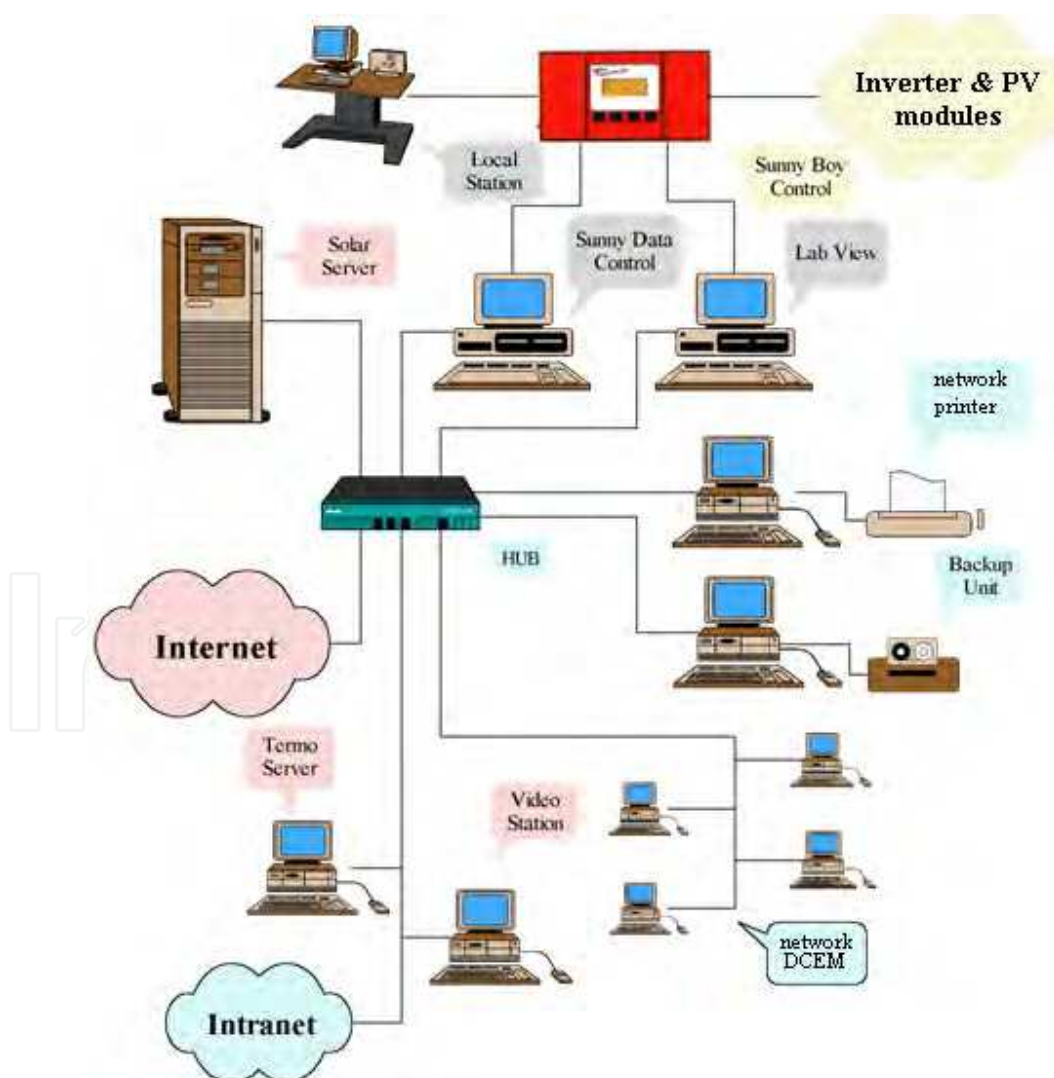 Inverter & PV
modules
Local
Station
Sunny Boy
Control
Solar
Server
Sunny Data
Control
Lab View
network
printer
HUB
Backup
Unit
Internet
Termo
Server
Video
Station
network
DCEM
Intranet